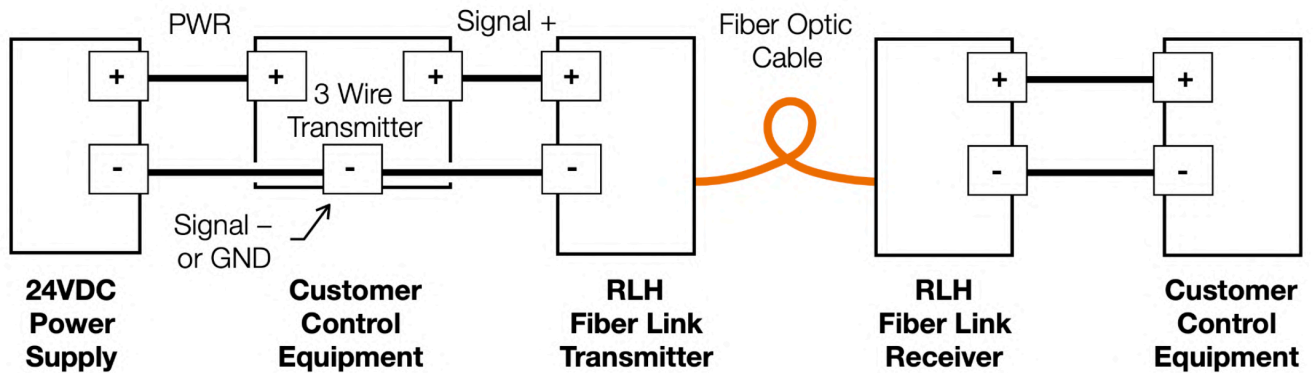 PWR
Signal +
Fiber Optic
Cable
+
+
+
+
+
+
3 Wire
Transmitter
-
-
-
-
-
Signal –
or GND
24VDC
Power
Supply
Customer
Control
Equipment
RLH
Fiber Link
Transmitter
RLH
Fiber Link
Receiver
Customer
Control
Equipment